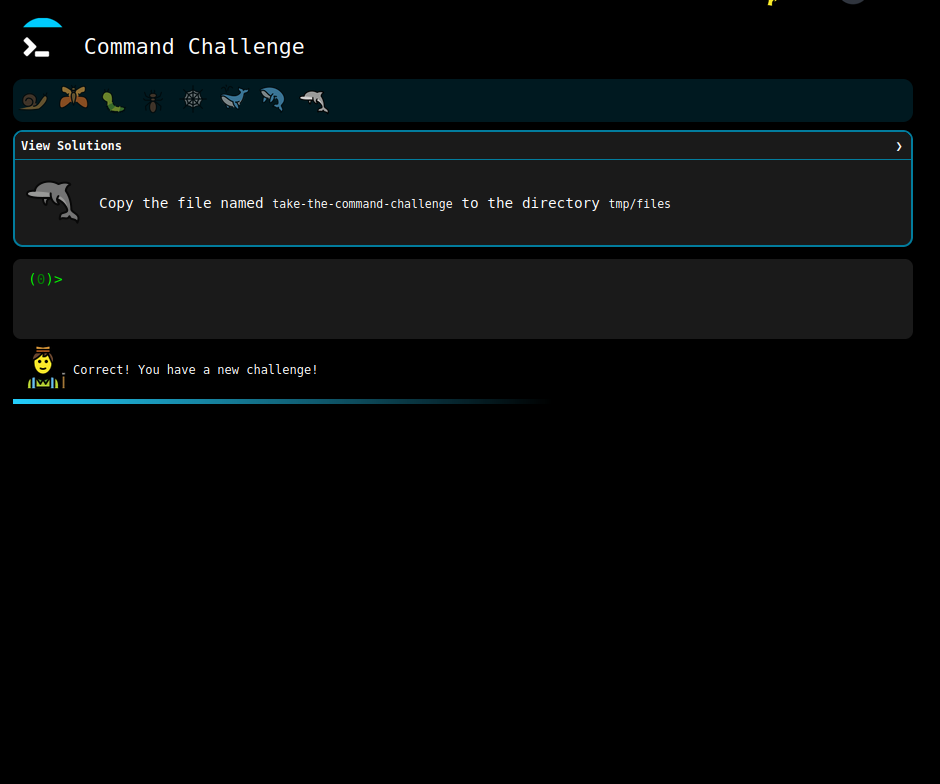 Command Challenge
View Solutions ❯
Copy the file named take-the-command-challenge to the directory tmp/files
(0)>
Correct! You have a new challenge!